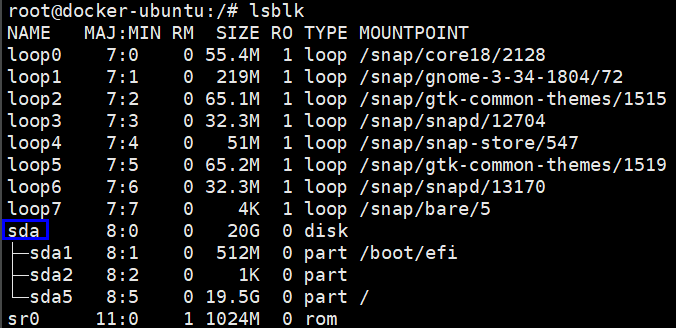 root@docker-ubuntu:/# lsblk
NAME   MAJ:MIN RM  SIZE RO TYPE MOUNTPOINT
loop0    7:0    0 55.4M  1 loop /snap/core18/2128
loop1    7:1    0  219M  1 loop /snap/gnome-3-34-1804/72
loop2    7:2    0 65.1M  1 loop /snap/gtk-common-themes/1515
loop3    7:3    0 32.3M  1 loop /snap/snapd/12704
loop4    7:4    0   51M  1 loop /snap/snap-store/547
loop5    7:5    0 65.2M  1 loop /snap/gtk-common-themes/1519
loop6    7:6    0 32.3M  1 loop /snap/snapd/13170
loop7    7:7    0    4K  1 loop /snap/bare/5
sda      8:0    0   20G  0 disk
├─sda1   8:1    0  512M  0 part /boot/efi
├─sda2   8:2    0    1K  0 part
└─sda5   8:5    0 19.5G  0 part /
sr0     11:0    1 1024M  0 rom